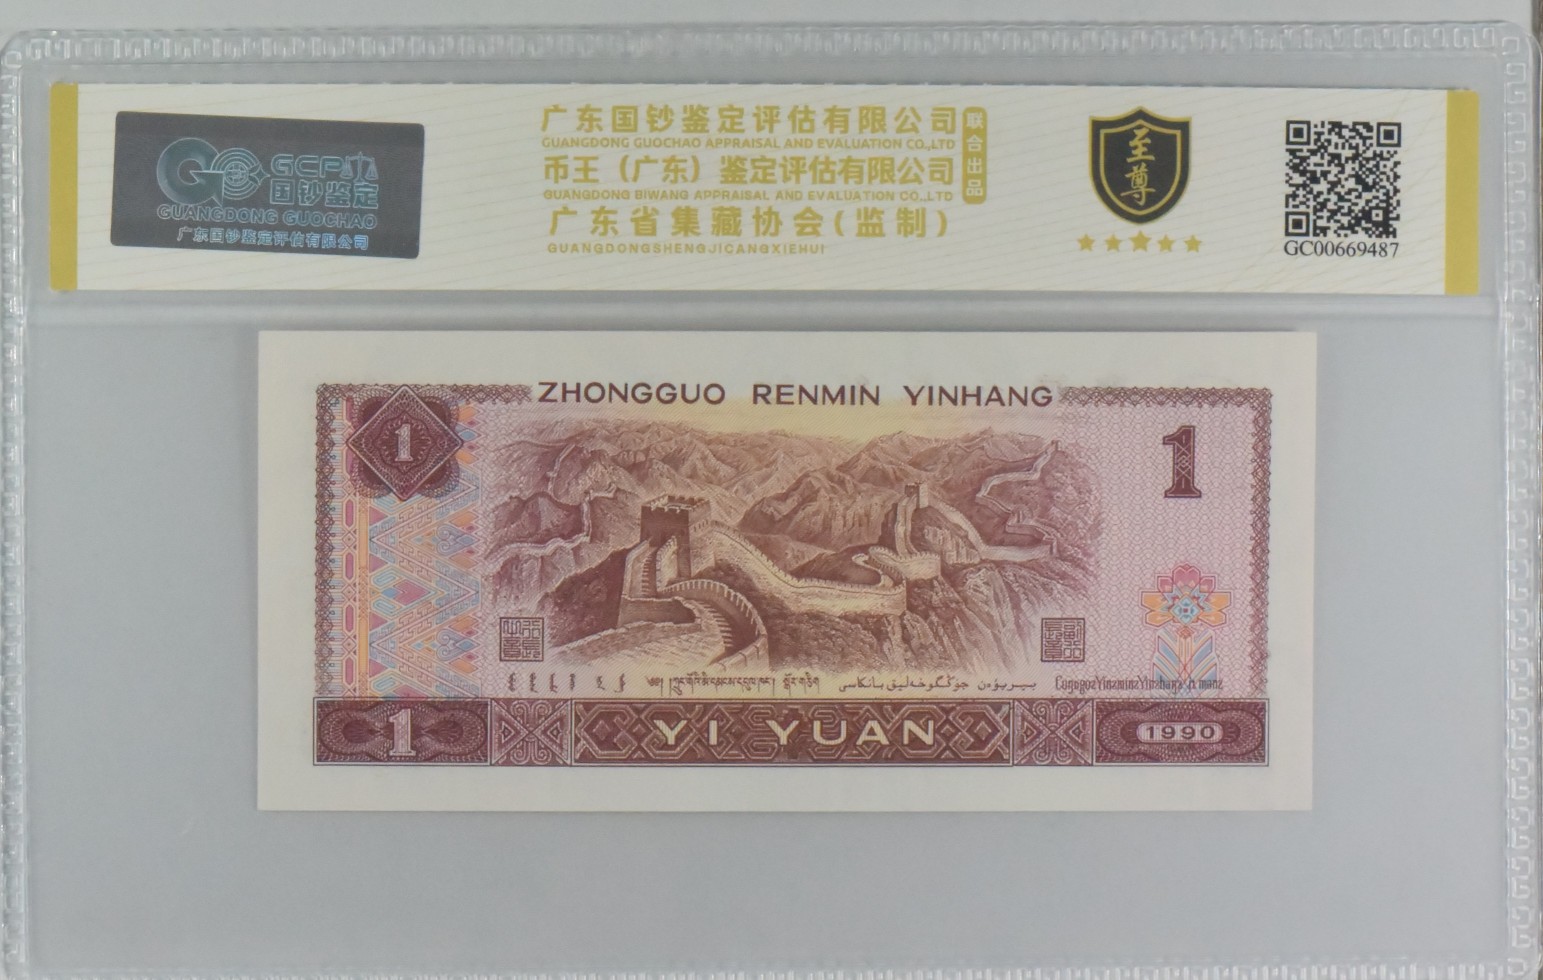 GCP
国钞鉴定
GUANGDONG GUOCHAO
广东国钞鉴定评估有限公司
广东国钞鉴定评估有限公司
GUANGDONG GUOCHAO APPRAISAL AND EVALUATION CO.,LTD
币王（广东）鉴定评估有限公司
GUANGDONG BIWANG APPRAISAL AND EVALUATION CO.,LTD
广东省集藏协会(监制)
GUANGDONGSHENGJICANGXIEHUI
联合出品
至尊
GC00669487
ZHONGGUO RENMIN YINHANG
1
1
1
YI YUAN
1990